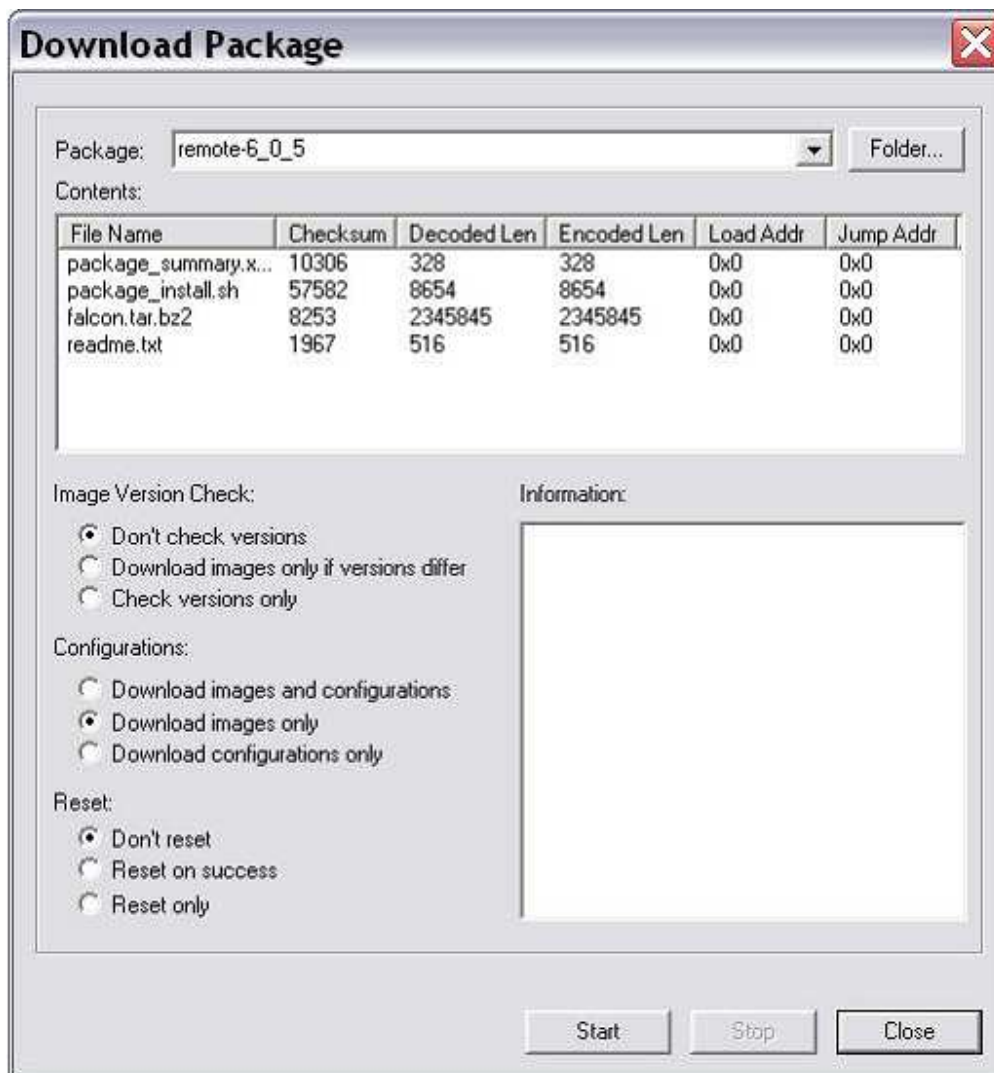 Download Package
Package: remote-6_0_5 Folder...
Contents:
File Name Checksum Decoded Len Encoded Len Load Addr Jump Addr
package_summary.x... 10306 328 328 0x0 0x0
package_install.sh 57582 8654 8654 0x0 0x0
falcon.tar.bz2 8253 2345845 2345845 0x0 0x0
readme.txt 1967 516 516 0x0 0x0
Image Version Check: Information:
Don't check versions
Download images only if versions differ
Check versions only
Configurations:
Download images and configurations
Download images only
Download configurations only
Reset:
Don't reset
Reset on success
Reset only
Start Stop Close